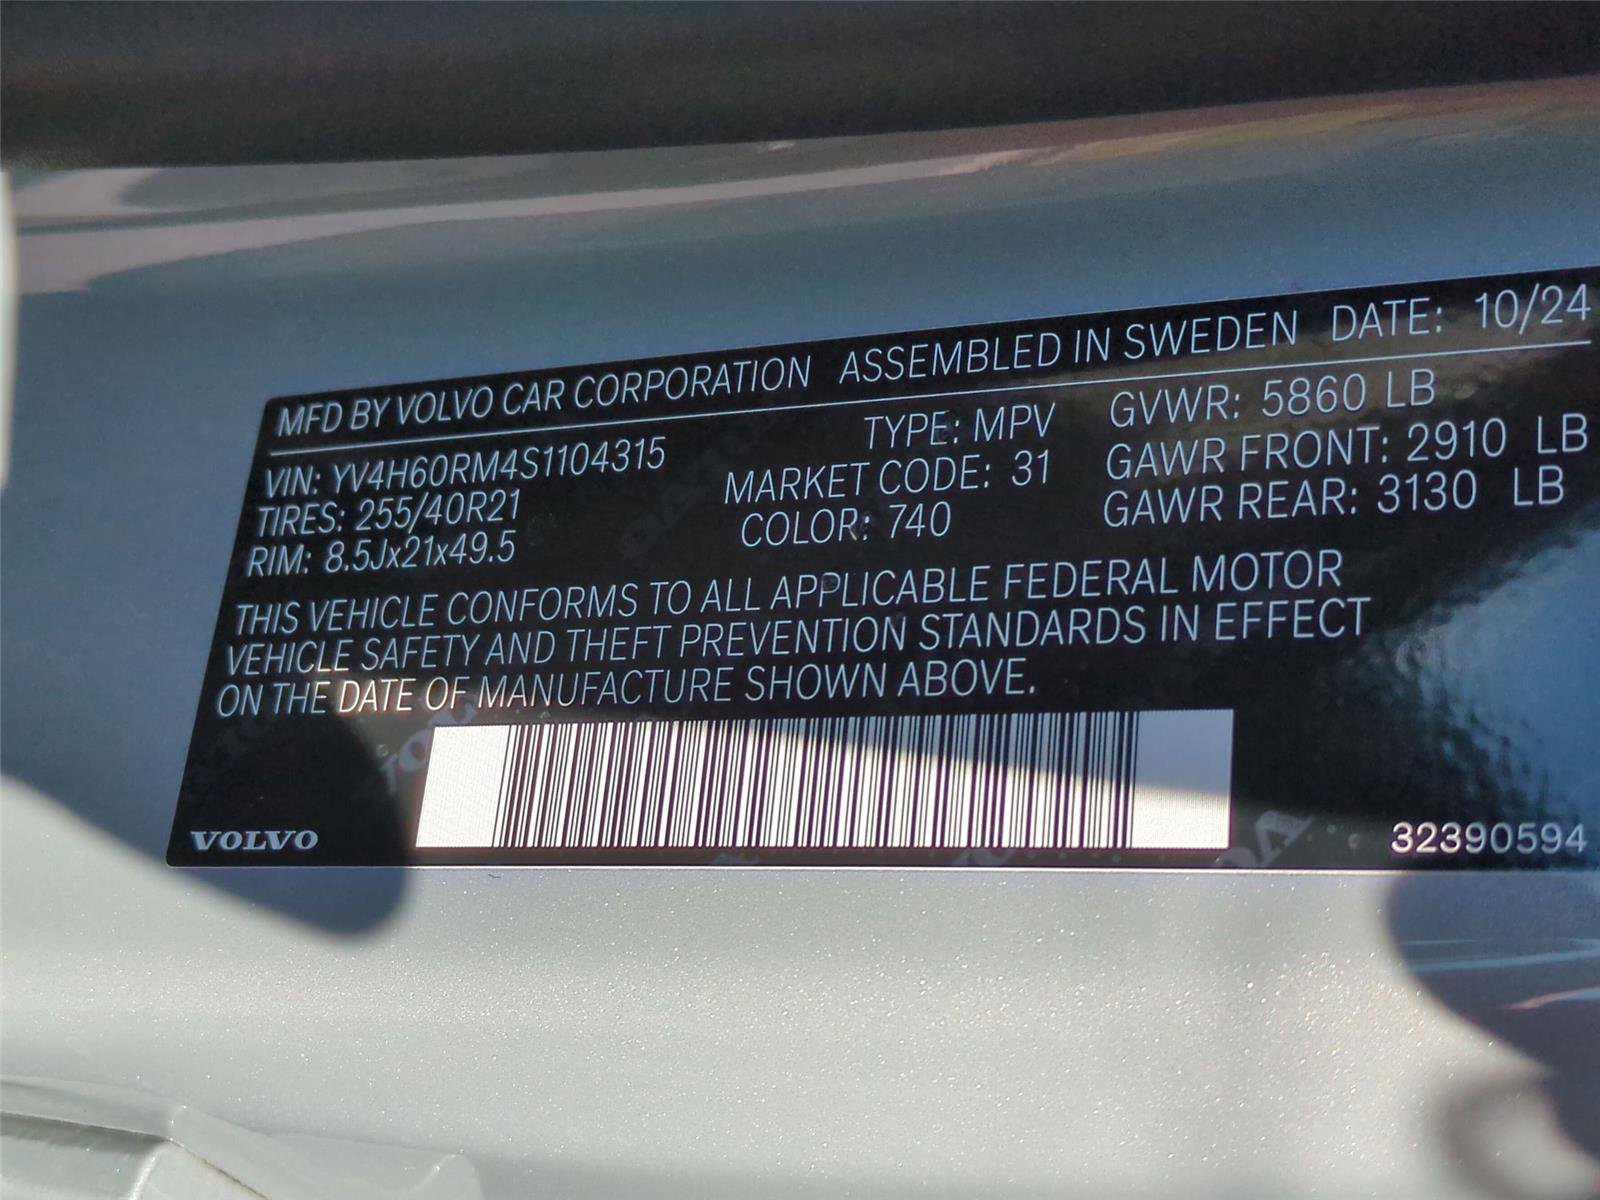 MFD BY VOLVO CAR CORPORATION ASSEMBLED IN SWEDEN DATE: 10/24
VIN: YV4H60RM4S1104315 TYPE: MPV GVWR: 5860 LB
TIRES: 255/40R21 MARKET CODE: 31 GAWR FRONT: 2910 LB
RIM: 8.5Jx21x49.5 COLOR: 740 GAWR REAR: 3130 LB
THIS VEHICLE CONFORMS TO ALL APPLICABLE FEDERAL MOTOR
VEHICLE SAFETY AND THEFT PREVENTION STANDARDS IN EFFECT
ON THE DATE OF MANUFACTURE SHOWN ABOVE.
VOLVO 32390594